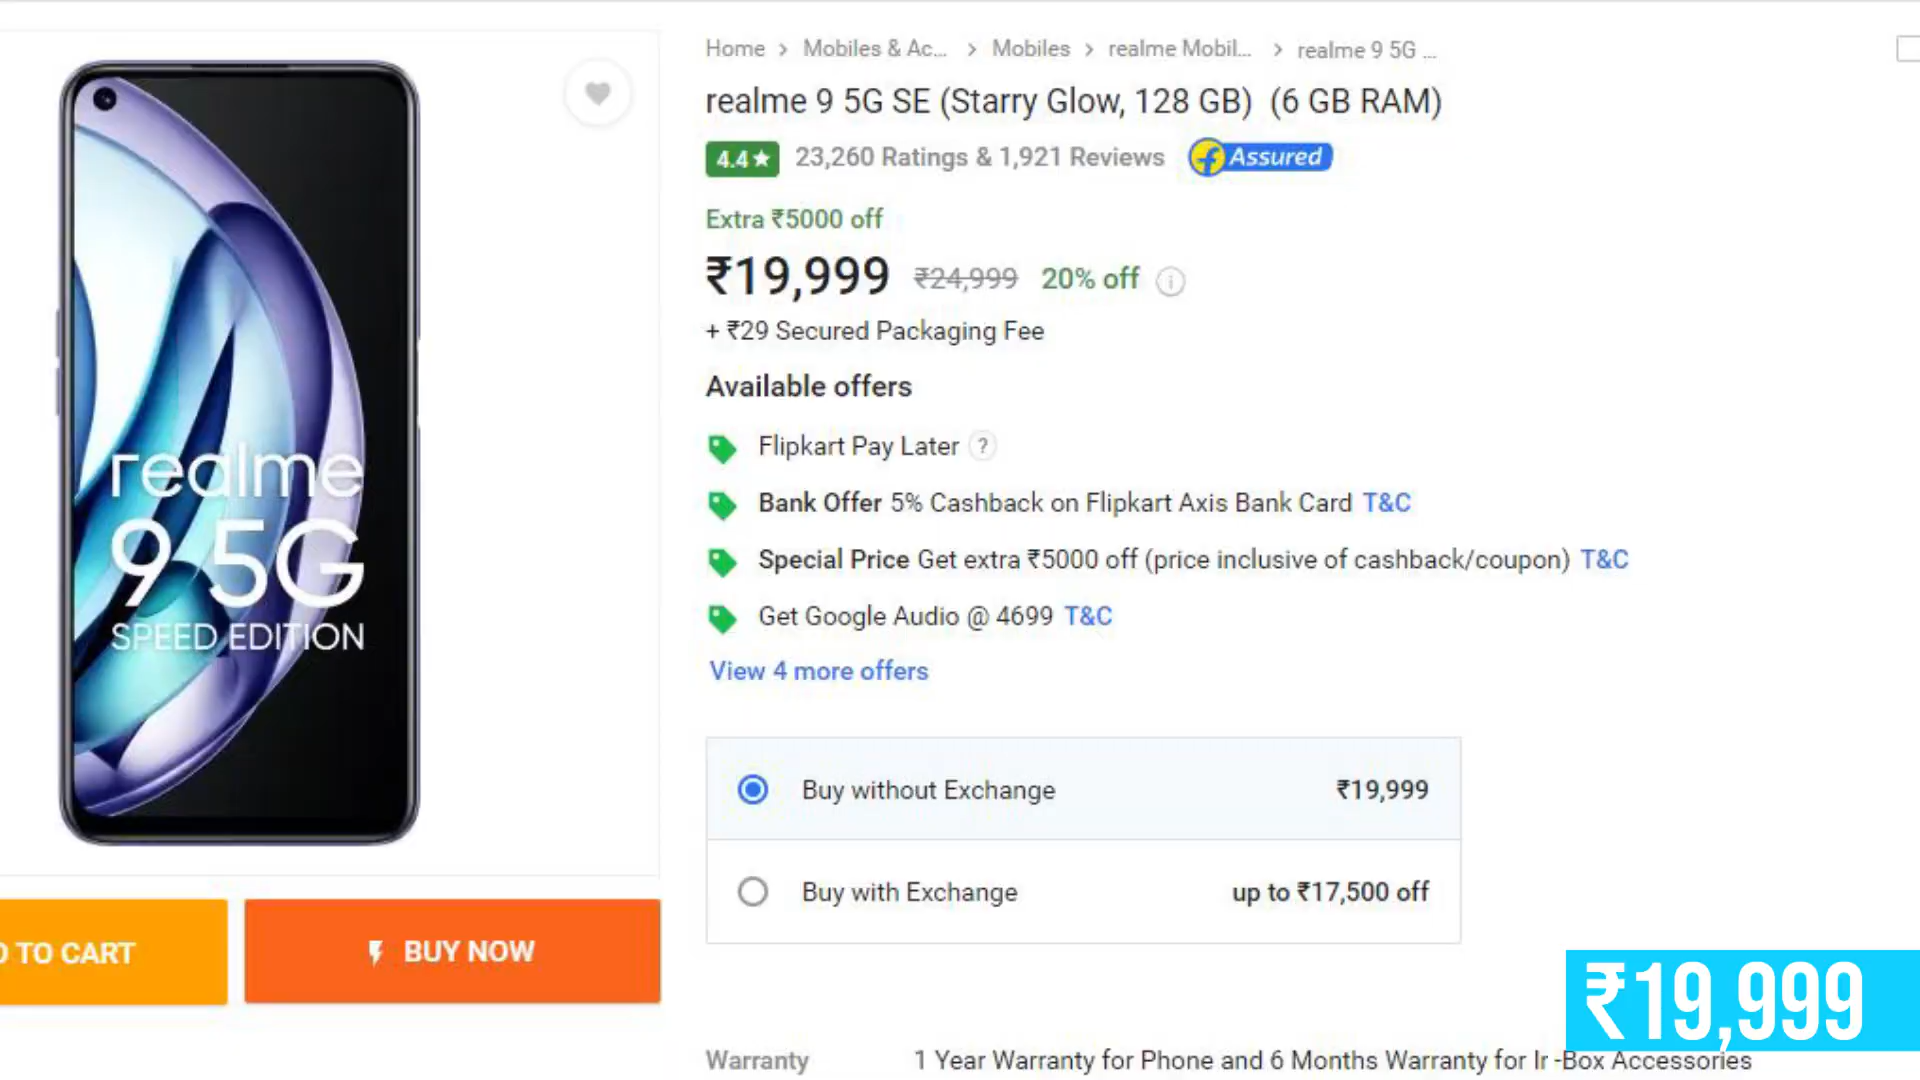 Home > Mobiles & Ac... > Mobiles > realme Mobil... > realme 9 5G ...
realme 9 5G SE (Starry Glow, 128 GB) (6 GB RAM)
4.4★ 23,260 Ratings & 1,921 Reviews Assured
Extra ₹5000 off
₹19,999 ₹24,999 20% off
+ ₹29 Secured Packaging Fee
Available offers
Flipkart Pay Later ?
Bank Offer 5% Cashback on Flipkart Axis Bank Card T&C
Special Price Get extra ₹5000 off (price inclusive of cashback/coupon) T&C
Get Google Audio @ 4699 T&C
View 4 more offers
Buy without Exchange ₹19,999
Buy with Exchange up to ₹17,500 off
realme
9 5G
SPEED EDITION
TO CART
BUY NOW
₹19,999
Warranty 1 Year Warranty for Phone and 6 Months Warranty for In-Box Accessories